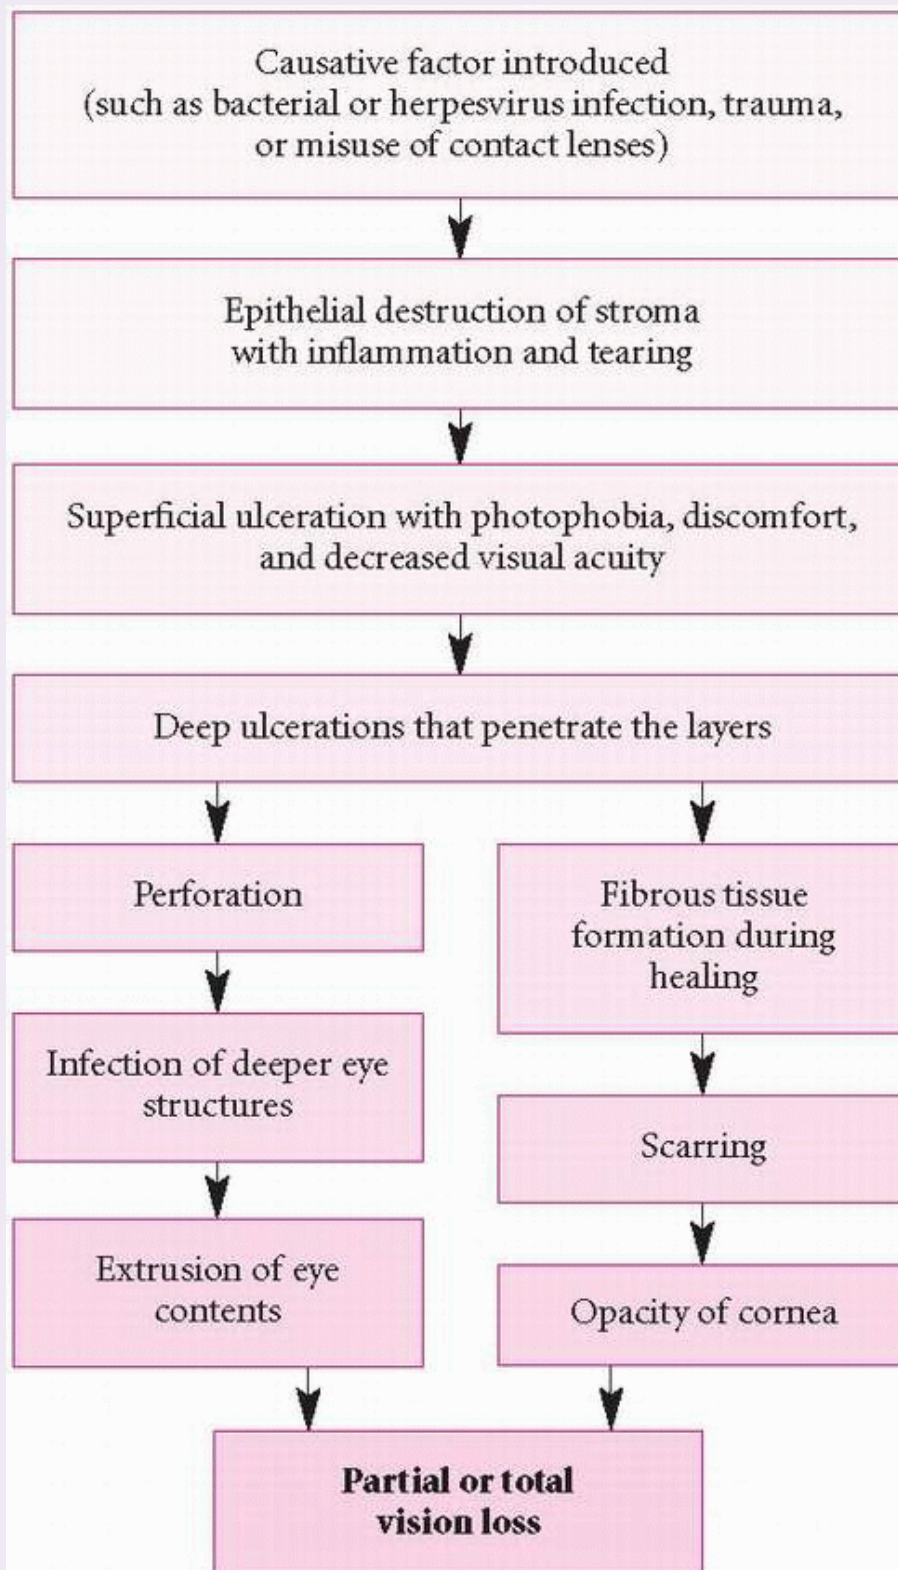 Causative factor introduced
(such as bacterial or herpesvirus infection, trauma,
or misuse of contact lenses)
Epithelial destruction of stroma
with inflammation and tearing
Superficial ulceration with photophobia, discomfort,
and decreased visual acuity
Deep ulcerations that penetrate the layers
Perforation
Infection of deeper eye
structures
Extrusion of eye
contents
Fibrous tissue
formation during
healing
Scarring
Opacity of cornea
Partial or total
vision loss